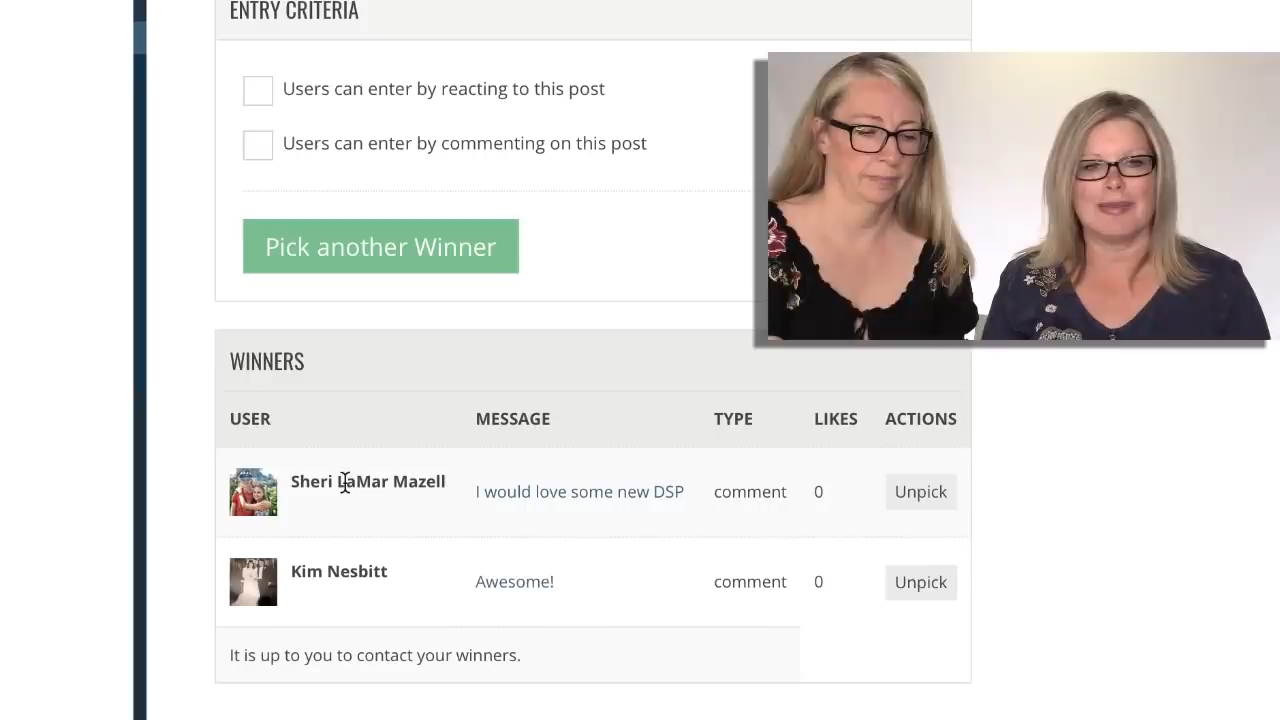 ENTRY CRITERIA
Users can enter by reacting to this post
Users can enter by commenting on this post
Pick another Winner
WINNERS
USER MESSAGE TYPE LIKES ACTIONS
Sheri LaMar Mazell I would love some new DSP comment 0 Unpick
Kim Nesbitt Awesome! comment 0 Unpick
It is up to you to contact your winners.